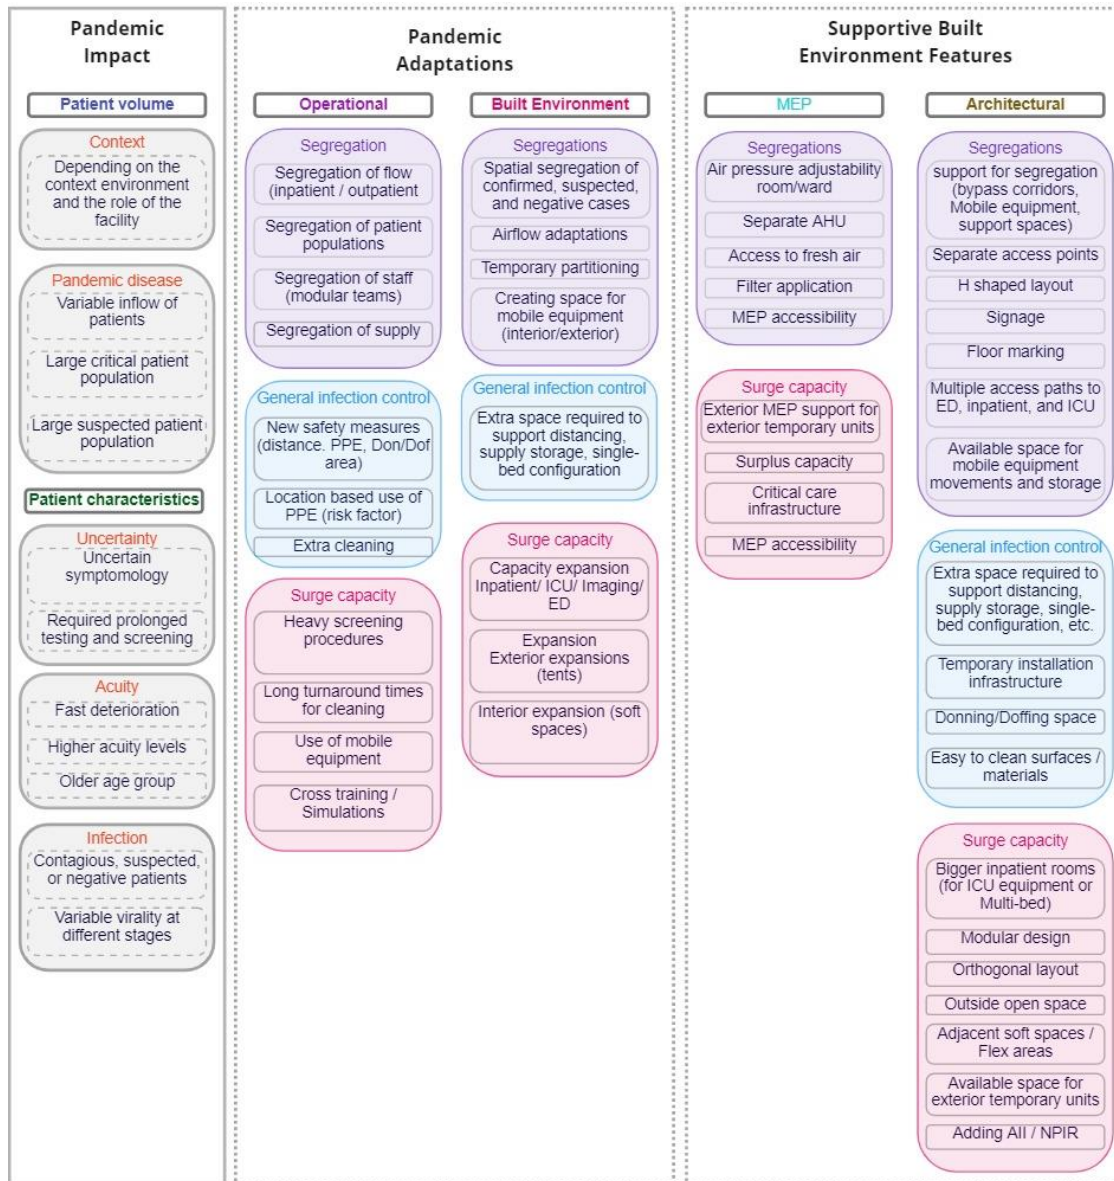 Pandemic
Impact
Patient volume
Context
Depending on the
context environment
and the role of the
facility
Pandemic disease
Variable inflow of
patients
Large critical patient
population
Large suspected patient
population
Patient characteristics
Uncertainty
Uncertain
symptomology
Required prolonged
testing and screening
Acuity
Fast deterioration
Higher acuity levels
Older age group
Infection
Contagious, suspected,
or negative patients
Variable virality at
different stages
Pandemic
Adaptations
Operational
Segregation
Segregation of flow
(inpatient / outpatient
Segregation of patient
populations
Segregation of staff
(modular teams)
Segregation of supply
General infection control
New safety measures
(distance. PPE, Don/Dof
area)
Location based use of
PPE (risk factor)
Extra cleaning
Surge capacity
Heavy screening
procedures
Long turnaround times
for cleaning
Use of mobile
equipment
Cross training /
Simulations
Built Environment
Segregations
Spatial segregation of
confirmed, suspected,
and negative cases
Airflow adaptations
Temporary partitioning
Creating space for
mobile equipment
(interior/exterior)
General infection control
Extra space required to
support distancing,
supply storage, single-
bed configuration
Surge capacity
Capacity expansion
Inpatient/ ICU/ Imaging/
ED
Expansion
Exterior expansions
(tents)
Interior expansion (soft
spaces)
Supportive Built
Environment Features
MEP
Segregations
Air pressure adjustability
room/ward
Separate AHU
Access to fresh air
Filter application
MEP accessibility
Surge capacity
Exterior MEP support for
exterior temporary units
Surplus capacity
Critical care
infrastructure
MEP accessibility
Architectural
Segregations
support for segregation
(bypass corridors,
Mobile equipment,
support spaces)
Separate access points
H shaped layout
Signage
Floor marking
Multiple access paths to
ED, inpatient, and ICU
Available space for
mobile equipment
movements and storage
General infection control
Extra space required to
support distancing,
supply storage, single-
bed configuration, etc.
Temporary installation
infrastructure
Donning/Doffing space
Easy to clean surfaces /
materials
Surge capacity
Bigger inpatient rooms
(for ICU equipment or
Multi-bed)
Modular design
Orthogonal layout
Outside open space
Adjacent soft spaces /
Flex areas
Available space for
exterior temporary units
Adding AII / NPIR